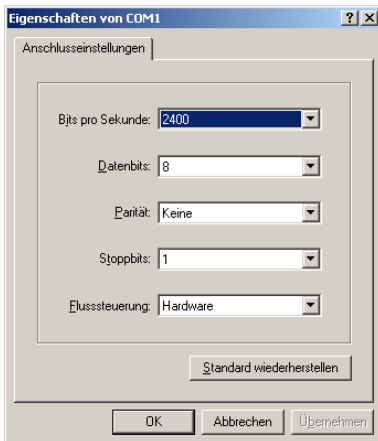 Eigenschaften von COM1
Anschlusseinstellungen
Bits pro Sekunde: 2400
Datenbits: 8
Parität: Keine
Stoppbits: 1
Flusssteuerung: Hardware
Standard wiederherstellen
OK Abbrechen Übernehmen